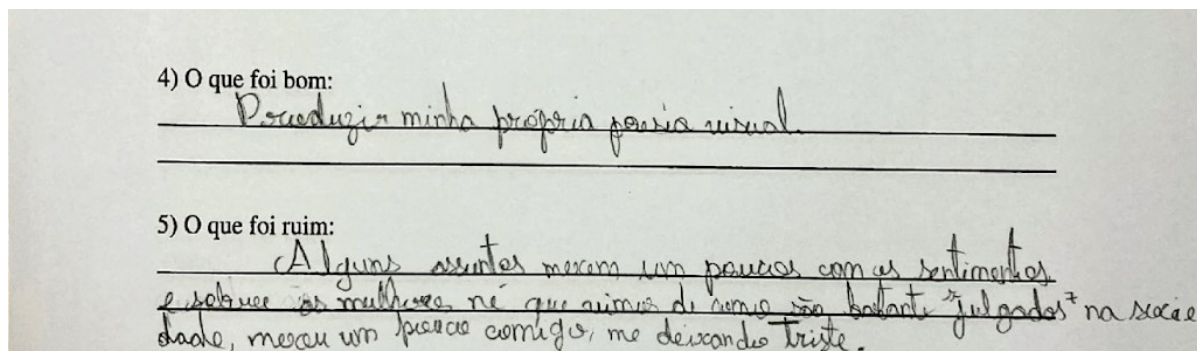 4) O que foi bom:
Produzir minha própria poesia visual.
5) O que foi ruim:
Alguns assuntos mexem um poucos com os sentimentos
e sobre as mulheres né que vimos de como são bastante "julgados" na socie
dade, mexeu um pouco comigo, me deixando triste.